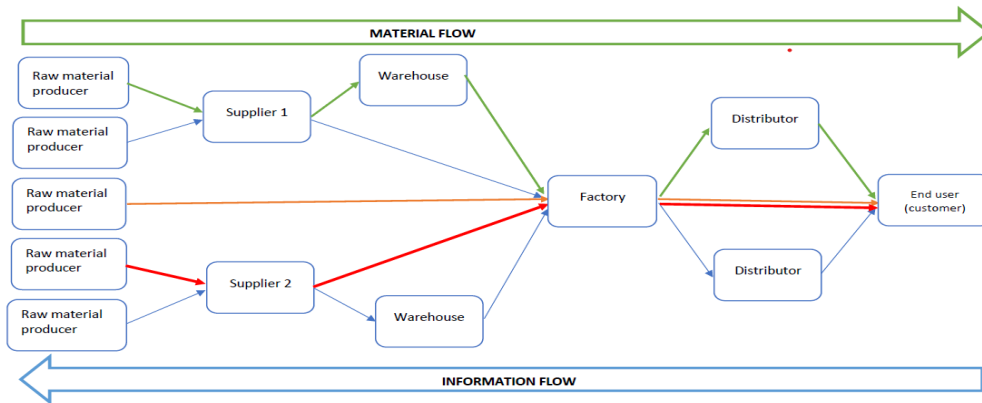 MATERIAL FLOW
Raw material
producer
Warehouse
Supplier 1
Distributor
Raw material
producer
Raw material
producer
Factory
End user
(customer)
Raw material
producer
Supplier 2
Distributor
Raw material
producer
Warehouse
INFORMATION FLOW